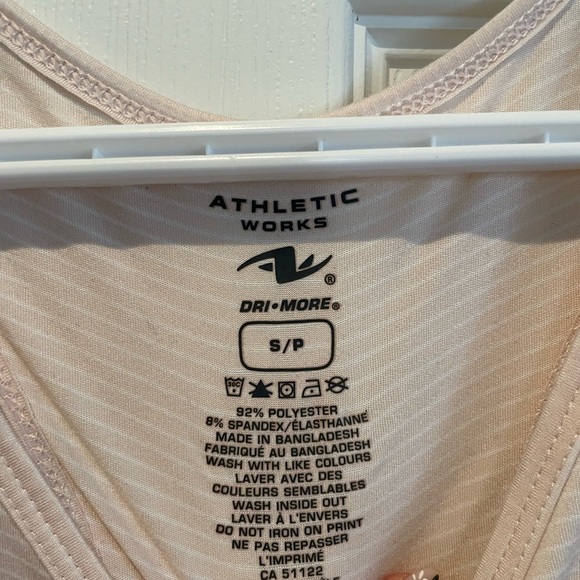 ATHLETIC
WORKS
®
DRI•MORE®
S/P
30C
92% POLYESTER
8% SPANDEX/ÉLASTHANNE
MADE IN BANGLADESH
FABRIQUÉ AU BANGLADESH
WASH WITH LIKE COLOURS
LAVER AVEC DES
COULEURS SEMBLABLES
WASH INSIDE OUT
LAVER À L'ENVERS
DO NOT IRON ON PRINT
NE PAS REPASSER
L'IMPRIMÉ
CA 51122